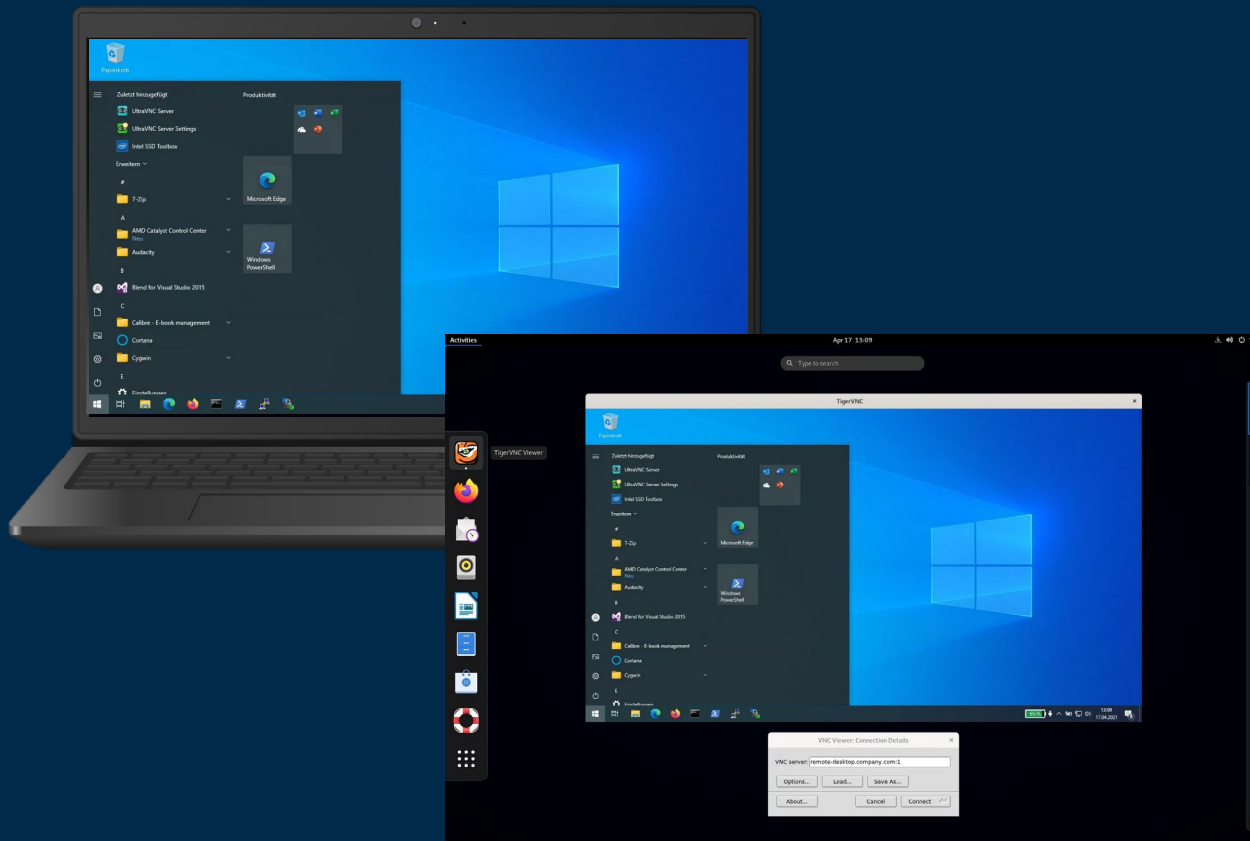 Papierkorb
Zuletzt hinzugefügt
Produktivität
UltraVNC Server
UltraVNC Server Settings
Intel SSD Toolbox
Erweitern
#
7-Zip
Microsoft Edge
A
AMD Catalyst Control Center
Neu
Audacity
Windows
PowerShell
B
Blend for Visual Studio 2015
C
Calibre - E-book management
Cortana
Cygwin
E
Einstellungen
Activities
Apr 17 13:09
Type to search
TigerVNC
TigerVNC Viewer
Papierkorb
Zuletzt hinzugefügt
Produktivität
UltraVNC Server
UltraVNC Server Settings
Intel SSD Toolbox
Erweitern
#
7-Zip
Microsoft Edge
A
AMD Catalyst Control Center
Neu
Audacity
Windows
PowerShell
B
Blend for Visual Studio 2015
C
Calibre - E-book management
Cortana
Cygwin
E
Einstellungen
13:09
17.04.2021
VNC Viewer: Connection Details
VNC server: remote-desktop.company.com:1
Options... Load... Save As...
About... Cancel Connect